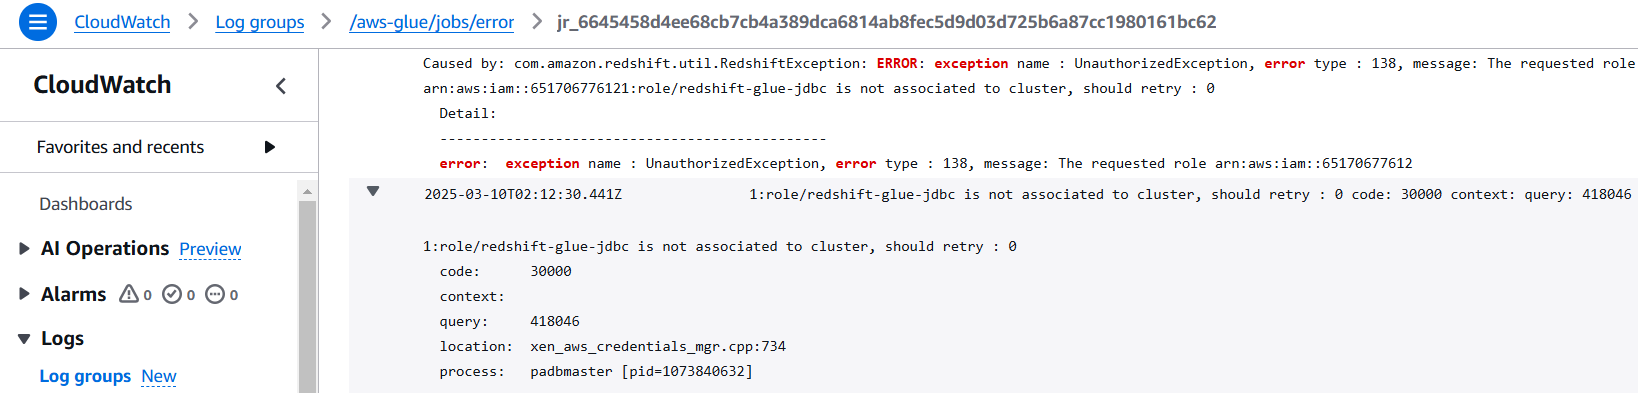 CloudWatch > Log groups > /aws-glue/jobs/error > jr_6645458d4ee68cb7cb4a389dca6814ab8fec5d9d03d725b6a87cc1980161bc62
CloudWatch
Favorites and recents
Dashboards
AI Operations Preview
Alarms 0 0 0
Logs
Log groups New
Caused by: com.amazon.redshift.util.RedshiftException: ERROR: exception name : UnauthorizedException, error type : 138, message: The requested role
arn:aws:iam::651706776121:role/redshift-glue-jdbc is not associated to cluster, should retry : 0
Detail:
-----------------------------------------------
error:  exception name : UnauthorizedException, error type : 138, message: The requested role arn:aws:iam::65170677612
2025-03-10T02:12:30.441Z 1:role/redshift-glue-jdbc is not associated to cluster, should retry : 0 code: 30000 context: query: 418046
1:role/redshift-glue-jdbc is not associated to cluster, should retry : 0
code:      30000
context:
query:     418046
location:  xen_aws_credentials_mgr.cpp:734
process:   padbmaster [pid=1073840632]